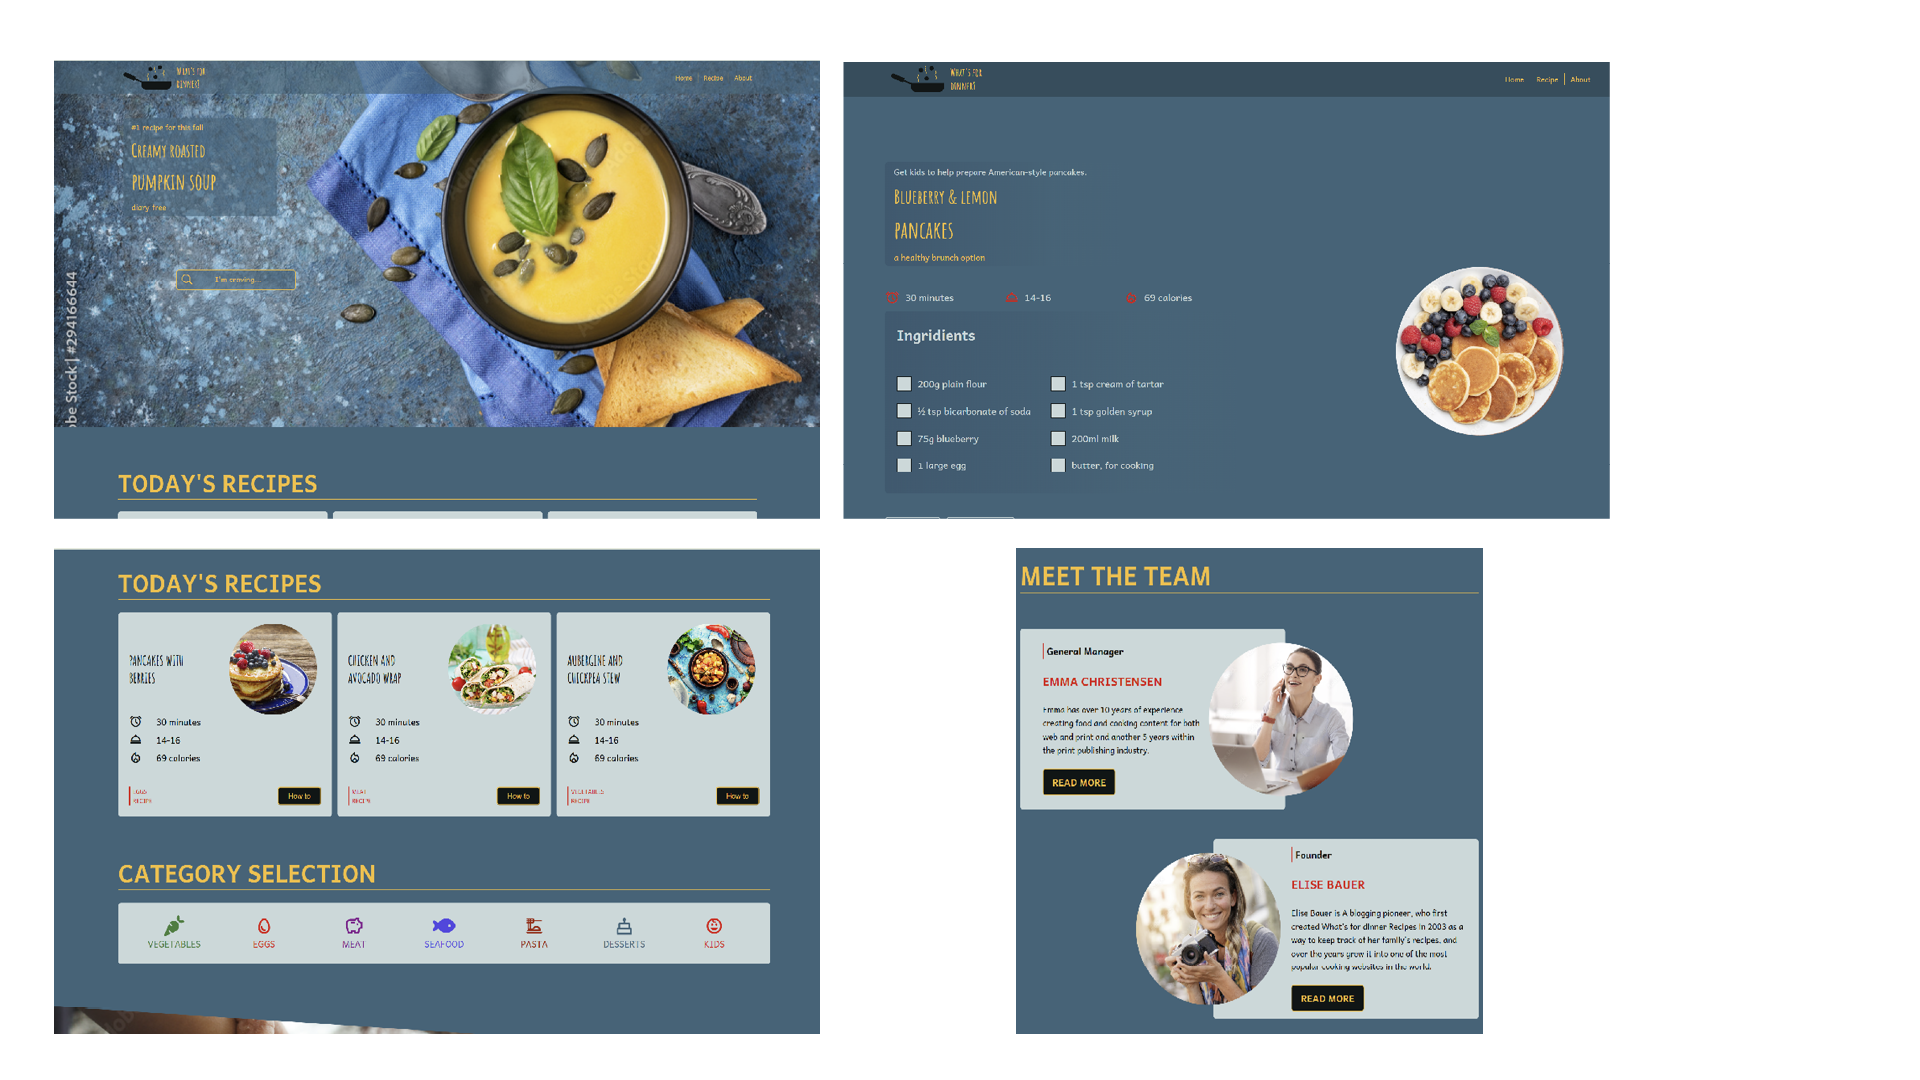 What's for
dinner?
Home Recipe About
#1 recipe for this fall
Creamy roasted
pumpkin soup
diary-free
I'm craving...
obe Stock | #294166644
TODAY'S RECIPES
What's for
dinner?
Home Recipe About
Get kids to help prepare American-style pancakes.
Blueberry & lemon
pancakes
a healthy brunch option
30 minutes 14-16 69 calories
Ingridients
200g plain flour 1 tsp cream of tartar
½ tsp bicarbonate of soda 1 tsp golden syrup
75g blueberry 200ml milk
1 large egg butter, for cooking
TODAY'S RECIPES
Pancakes with
berries
30 minutes
14-16
69 calories
EGGS
RECIPE
How to
Chicken and
avocado wrap
30 minutes
14-16
69 calories
MEAT
RECIPE
How to
Aubergine and
chickpea stew
30 minutes
14-16
69 calories
VEGETABLES
RECIPE
How to
CATEGORY SELECTION
VEGETABLES EGGS MEAT SEAFOOD PASTA DESSERTS KIDS
MEET THE TEAM
General Manager
EMMA CHRISTENSEN
Emma has over 10 years of experience
creating food and cooking content for both
web and print and another 5 years within
the print publishing industry.
READ MORE
Founder
ELISE BAUER
Elise Bauer is A blogging pioneer, who first
created What's for dinner Recipes in 2003 as a
way to keep track of her family's recipes, and
over the years grew it into one of the most
popular cooking websites in the world.
READ MORE